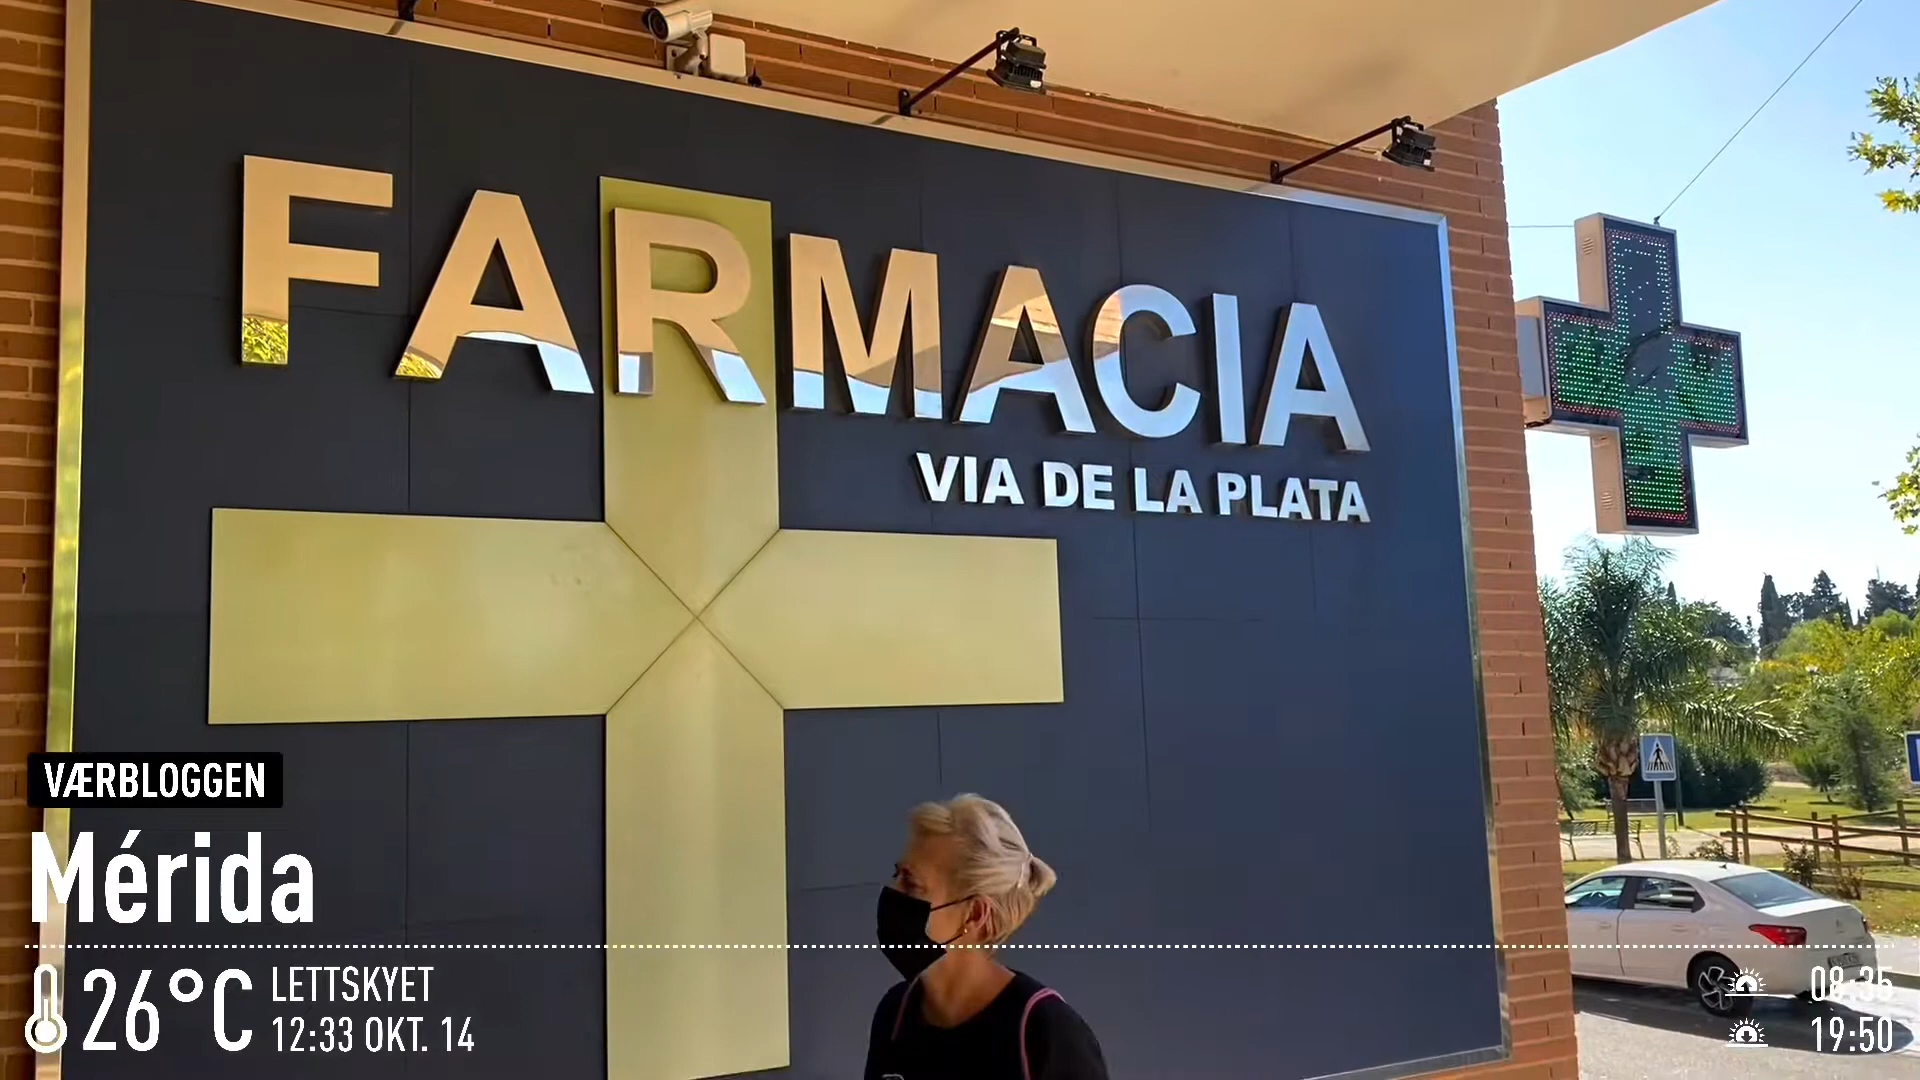 FARMACIA
VIA DE LA PLATA
VÆRBLOGGEN
Mérida
26°C
LETTSKYET
12:33 OKT. 14
08:35
19:50